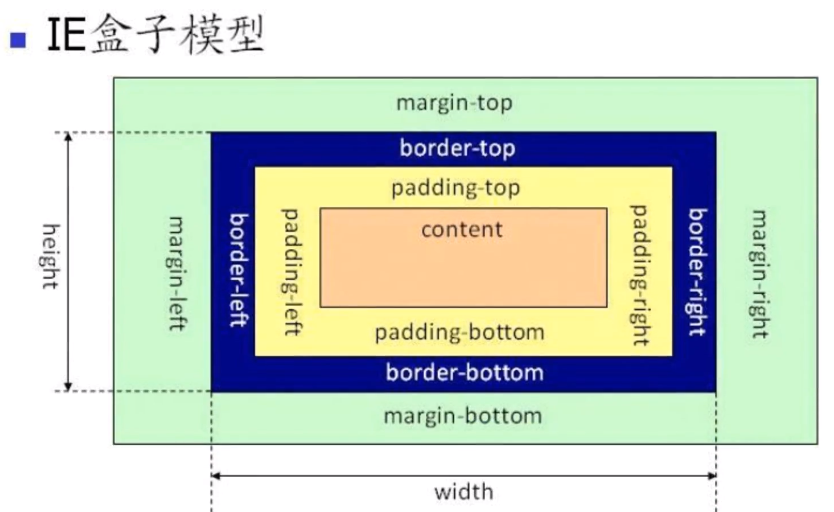 IE盒子模型
margin-top
border-top
padding-top
content
height
margin-left
border-left
padding-left
padding-right
border-right
margin-right
padding-bottom
border-bottom
margin-bottom
width